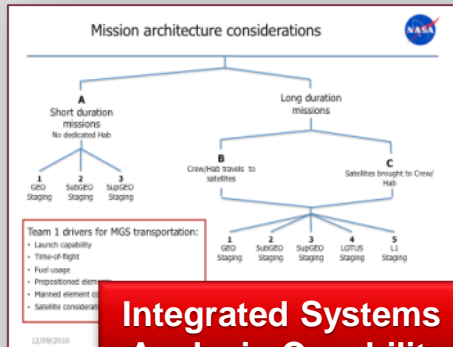 Mission architecture considerations
NASA
A
Short duration
missions
No dedicated Hab
Long duration
missions
B
Crew/Hab travels to
satellites
C
Satellites brought to Crew/
Hab
1
GEO
Staging
2
SubGEO
Staging
3
SupGEO
Staging
1
GEO
Staging
2
SubGEO
Staging
3
SupGEO
Staging
4
LOTUS
Staging
5
L1
Staging
Team 1 drivers for MGS transportation:
• Launch capability
• Time-of-flight
• Fuel usage
• Prepositioned elements
• Manned element
• Satellite
12/09/2010
Integrated Systems